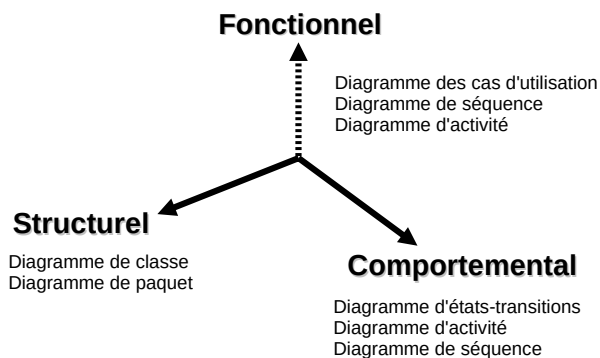 Fonctionnel
Diagramme des cas d'utilisation
Diagramme de séquence
Diagramme d'activité
Structurel
Diagramme de classe
Diagramme de paquet
Comportemental
Diagramme d'états-transitions
Diagramme d'activité
Diagramme de séquence